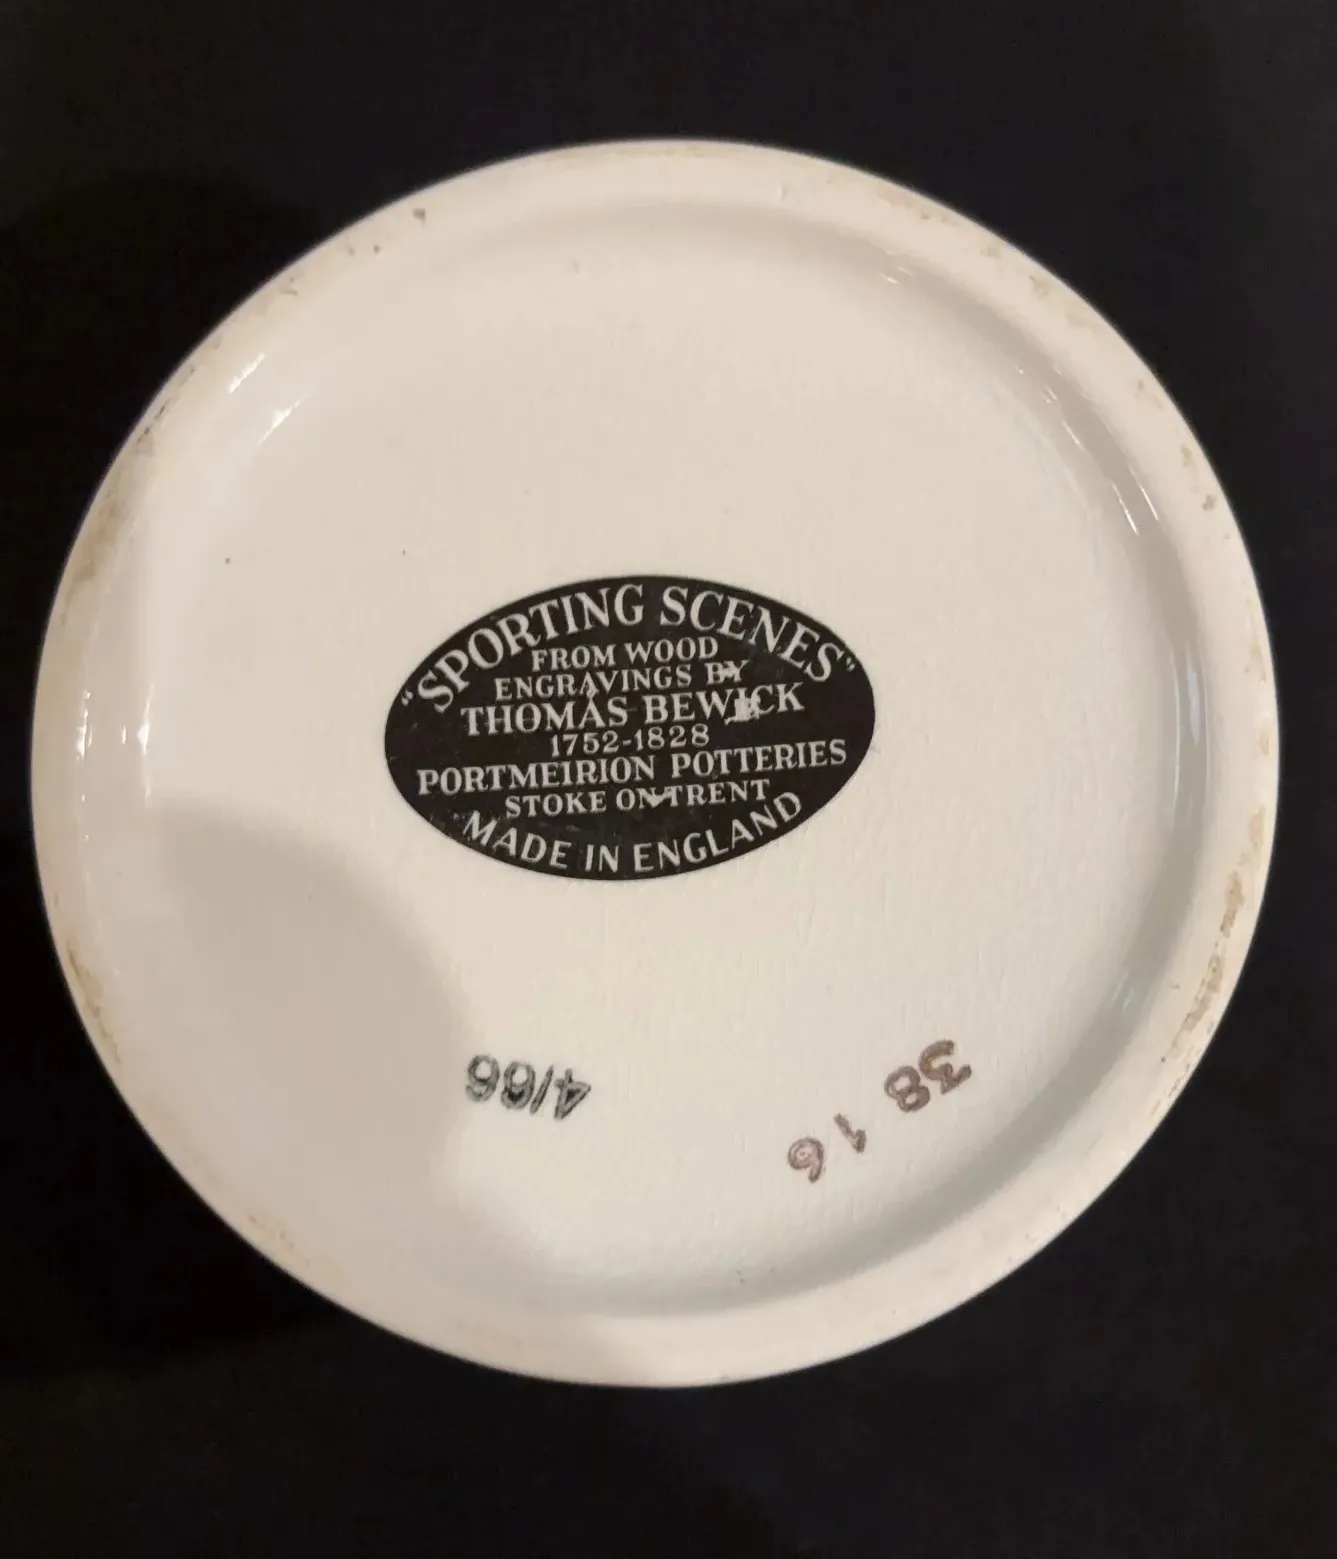 "SPORTING SCENES"
FROM WOOD
ENGRAVINGS BY
THOMAS BEWICK
1752-1828
PORTMEIRION POTTERIES
STOKE ON TRENT
MADE IN ENGLAND
4/66
38 16